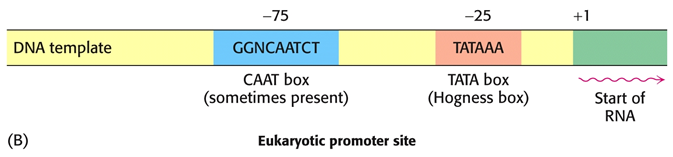 −75 −25 +1
DNA template GGNCAATCT TATAAA
CAAT box TATA box Start of
(sometimes present) (Hogness box) RNA
(B) Eukaryotic promoter site